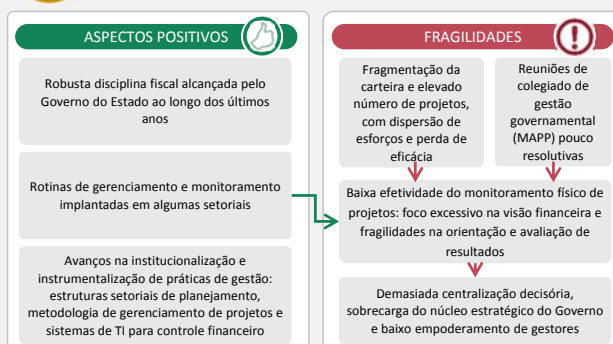 ASPECTOS POSITIVOS
Robusta disciplina fiscal alcançada pelo
Governo do Estado ao longo dos últimos
anos
Rotinas de gerenciamento e monitoramento
implantadas em algumas setoriais
Avanços na institucionalização e
instrumentalização de práticas de gestão:
estruturas setoriais de planejamento,
metodologia de gerenciamento de projetos e
sistemas de TI para controle financeiro
FRAGILIDADES
Fragmentação da
carteira e elevado
número de projetos,
com dispersão de
esforços e perda de
eficácia
Reuniões de
colegiado de
gestão
governamental
(MAPP) pouco
resolutivas
Baixa efetividade do monitoramento físico de
projetos: foco excessivo na visão financeira e
fragilidades na orientação e avaliação de
resultados
Demasiada centralização decisória,
sobrecarga do núcleo estratégico do Governo
e baixo empoderamento de gestores